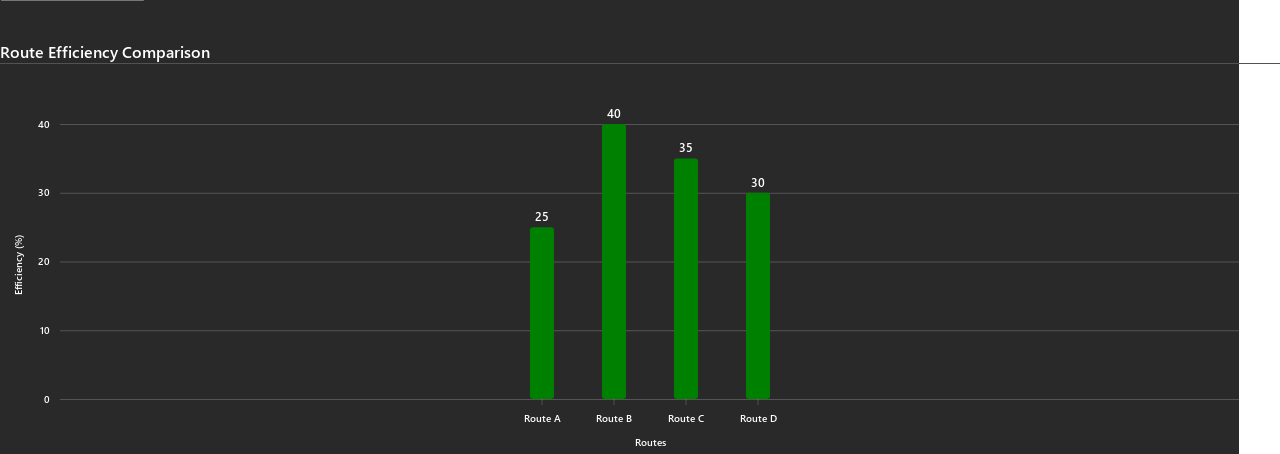 Route Efficiency Comparison
40
35
30
25
40
30
20
10
0
Efficiency (%)
Route A
Route B
Route C
Route D
Routes